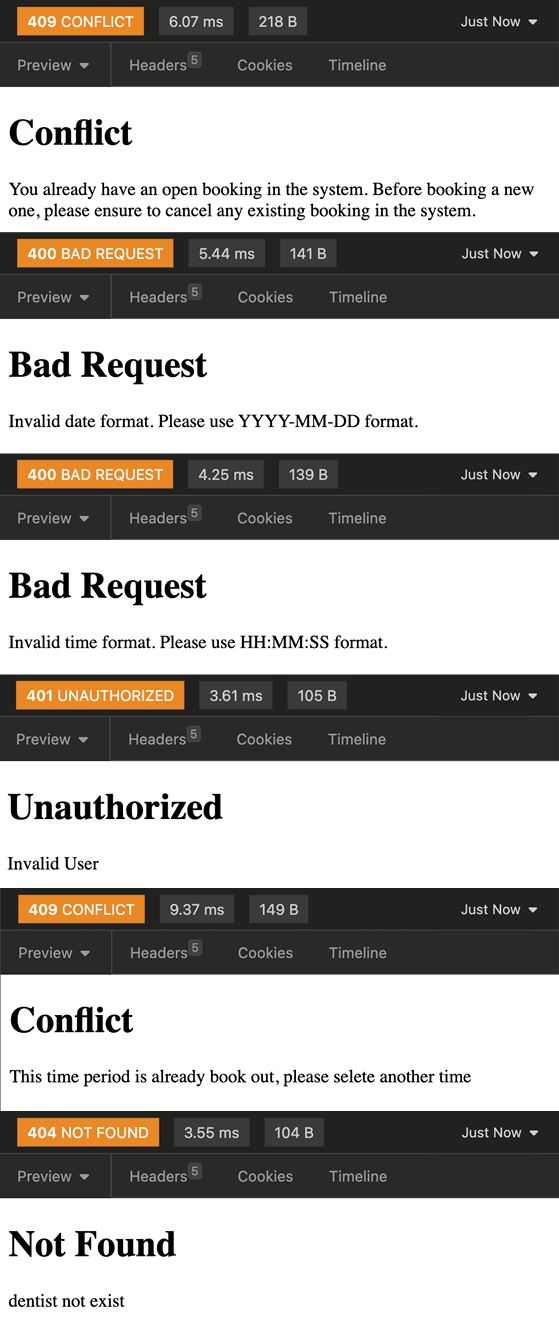 409 CONFLICT 6.07 ms 218 B Just Now
Preview Headers 5 Cookies Timeline
Conflict
You already have an open booking in the system. Before booking a new
one, please ensure to cancel any existing booking in the system.
400 BAD REQUEST 5.44 ms 141 B Just Now
Preview Headers 5 Cookies Timeline
Bad Request
Invalid date format. Please use YYYY-MM-DD format.
400 BAD REQUEST 4.25 ms 139 B Just Now
Preview Headers 5 Cookies Timeline
Bad Request
Invalid time format. Please use HH:MM:SS format.
401 UNAUTHORIZED 3.61 ms 105 B Just Now
Preview Headers 5 Cookies Timeline
Unauthorized
Invalid User
409 CONFLICT 9.37 ms 149 B Just Now
Preview Headers 5 Cookies Timeline
Conflict
This time period is already book out, please selete another time
404 NOT FOUND 3.55 ms 104 B Just Now
Preview Headers 5 Cookies Timeline
Not Found
dentist not exist